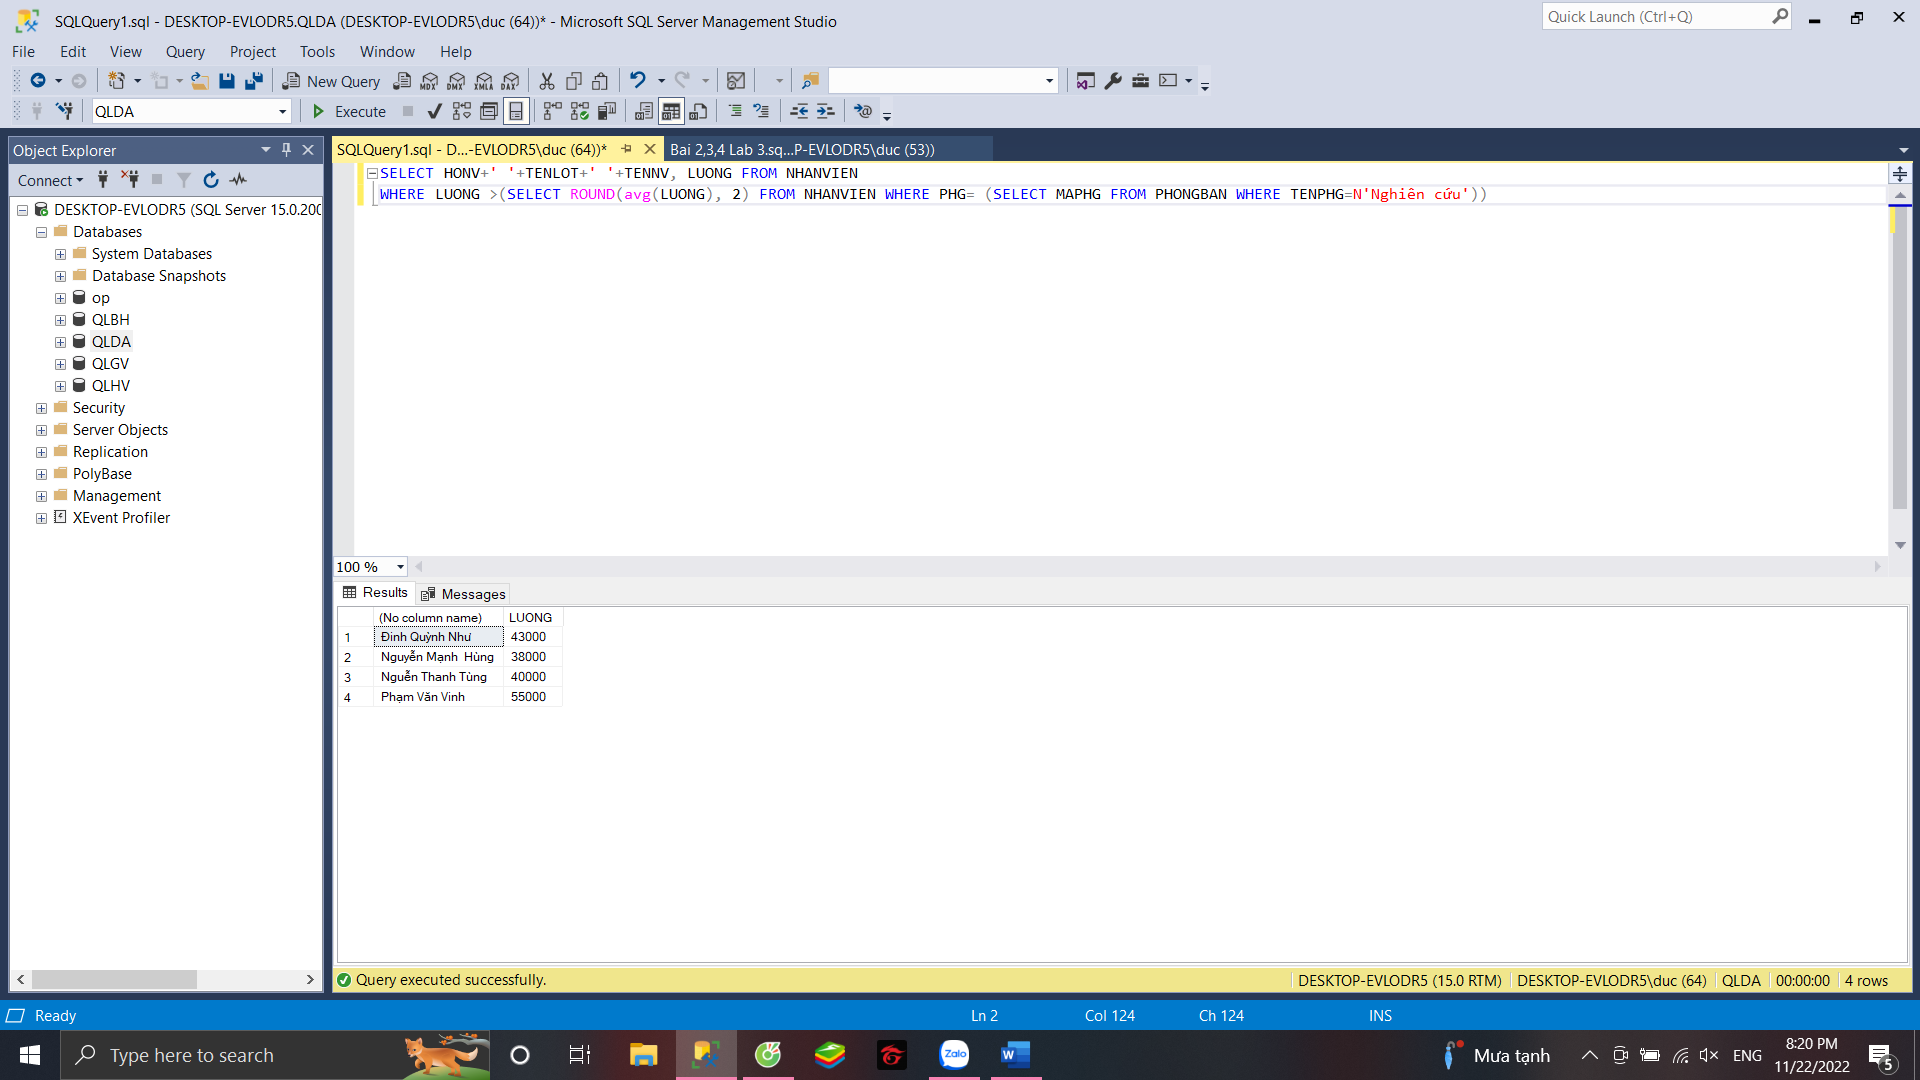 SQLQuery1.sql - DESKTOP-EVLODR5.QLDA (DESKTOP-EVLODR5\duc (64))* - Microsoft SQL Server Management Studio
Quick Launch (Ctrl+Q)
File Edit View Query Project Tools Window Help
New Query MDX DMX XMLA DAX
QLDA Execute
Object Explorer
Connect
DESKTOP-EVLODR5 (SQL Server 15.0.200
Databases
System Databases
Database Snapshots
op
QLBH
QLDA
QLGV
QLHV
Security
Server Objects
Replication
PolyBase
Management
XEvent Profiler
SQLQuery1.sql - D...-EVLODR5\duc (64))* Bai 2,3,4 Lab 3.sq...P-EVLODR5\duc (53))
SELECT HONV+' '+TENLOT+' '+TENNV, LUONG FROM NHANVIEN
WHERE LUONG >(SELECT ROUND(avg(LUONG), 2) FROM NHANVIEN WHERE PHG= (SELECT MAPHG FROM PHONGBAN WHERE TENPHG=N'Nghiên cứu'))
100 %
Results Messages
(No column name) LUONG
1 Đinh Quỳnh Như 43000
2 Nguyễn Mạnh  Hùng 38000
3 Nguễn Thanh Tùng 40000
4 Phạm Văn Vinh 55000
Query executed successfully. DESKTOP-EVLODR5 (15.0 RTM) DESKTOP-EVLODR5\duc (64) QLDA 00:00:00 4 rows
Ready Ln 2 Col 124 Ch 124 INS
Type here to search
Zalo
W
Mưa tạnh
ENG
8:20 PM
11/22/2022
5